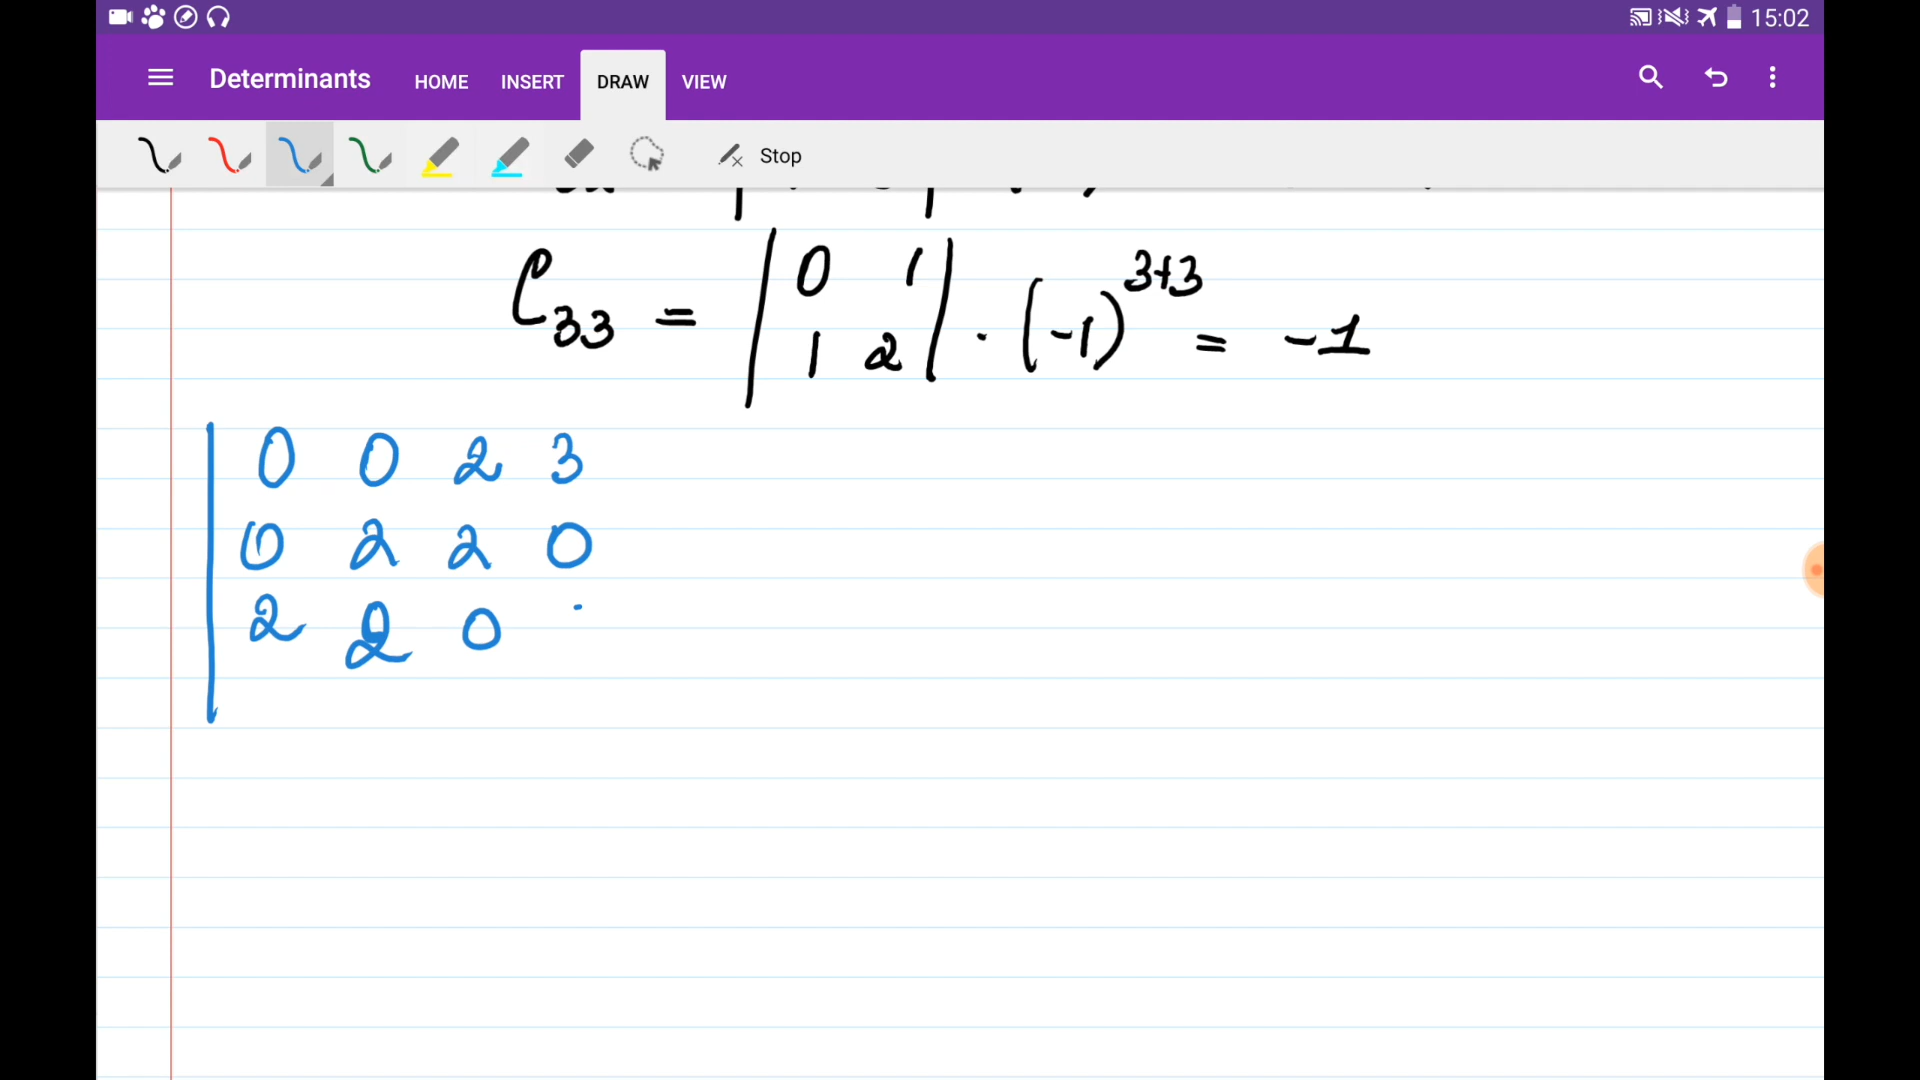 15:02
Determinants HOME INSERT DRAW VIEW
Stop
C₃₃ = | 0 1 | · (-1)³⁺³ = -1
1 2
| 0 0 2 3
0 2 2 0
2 2 0